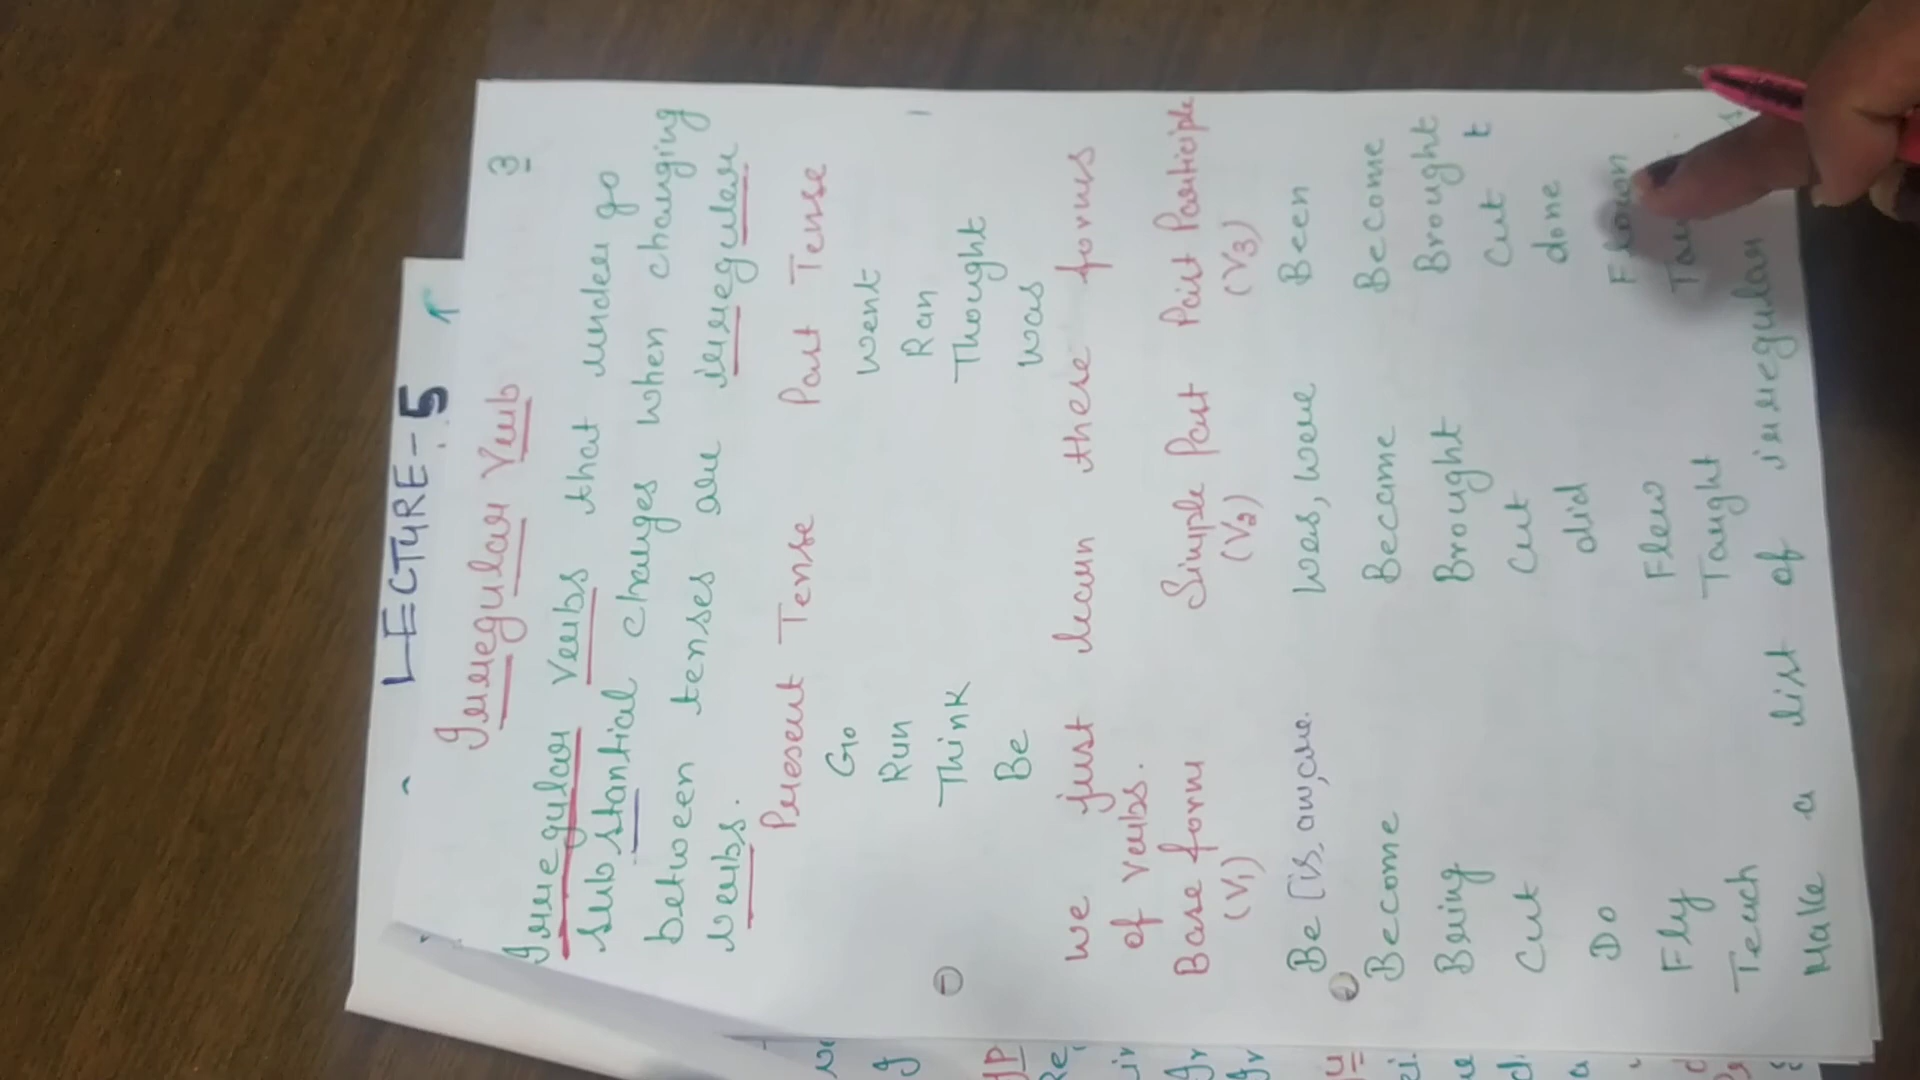 LECTURE-5
3
Irregular Verb
Irregular Verbs that under go
substantial changes when changing
between tenses are irregular
verbs.
Present Tense Past Tense
Go went
Run Ran
Think Thought
Be was
we just learn there forms
of verbs.
Base form Simple Past Past Participle
(V1) (V2) (V3)
Be [is, am, are. was, were Been
Become Became Become
Bring Brought Brought
Cut Cut Cut
Do did done
Fly Flew Flown
Teach Taught
Make a list of irregular